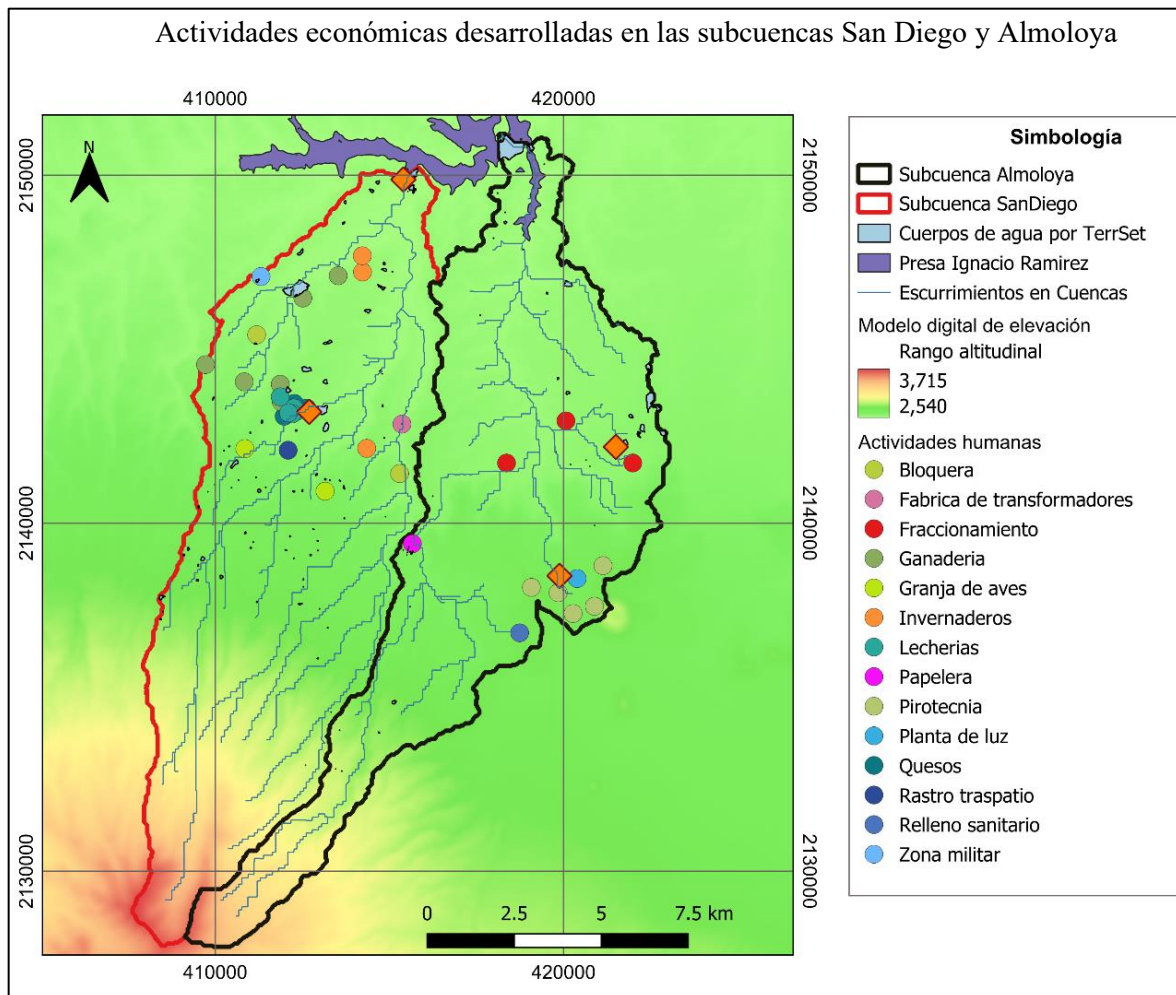 Actividades económicas desarrolladas en las subcuencas San Diego y Almoloya
410000
420000
N
2150000
2150000
2140000
2140000
2130000
2130000
0
2.5
5
7.5 km
410000
420000
Simbología
Subcuenca Almoloya
Subcuenca SanDiego
Cuerpos de agua por TerrSet
Presa Ignacio Ramirez
Escurrimientos en Cuencas
Modelo digital de elevación
Rango altitudinal
3,715
2,540
Actividades humanas
Bloquera
Fabrica de transformadores
Fraccionamiento
Ganaderia
Granja de aves
Invernaderos
Lecherias
Papelera
Pirotecnia
Planta de luz
Quesos
Rastro traspatio
Relleno sanitario
Zona militar